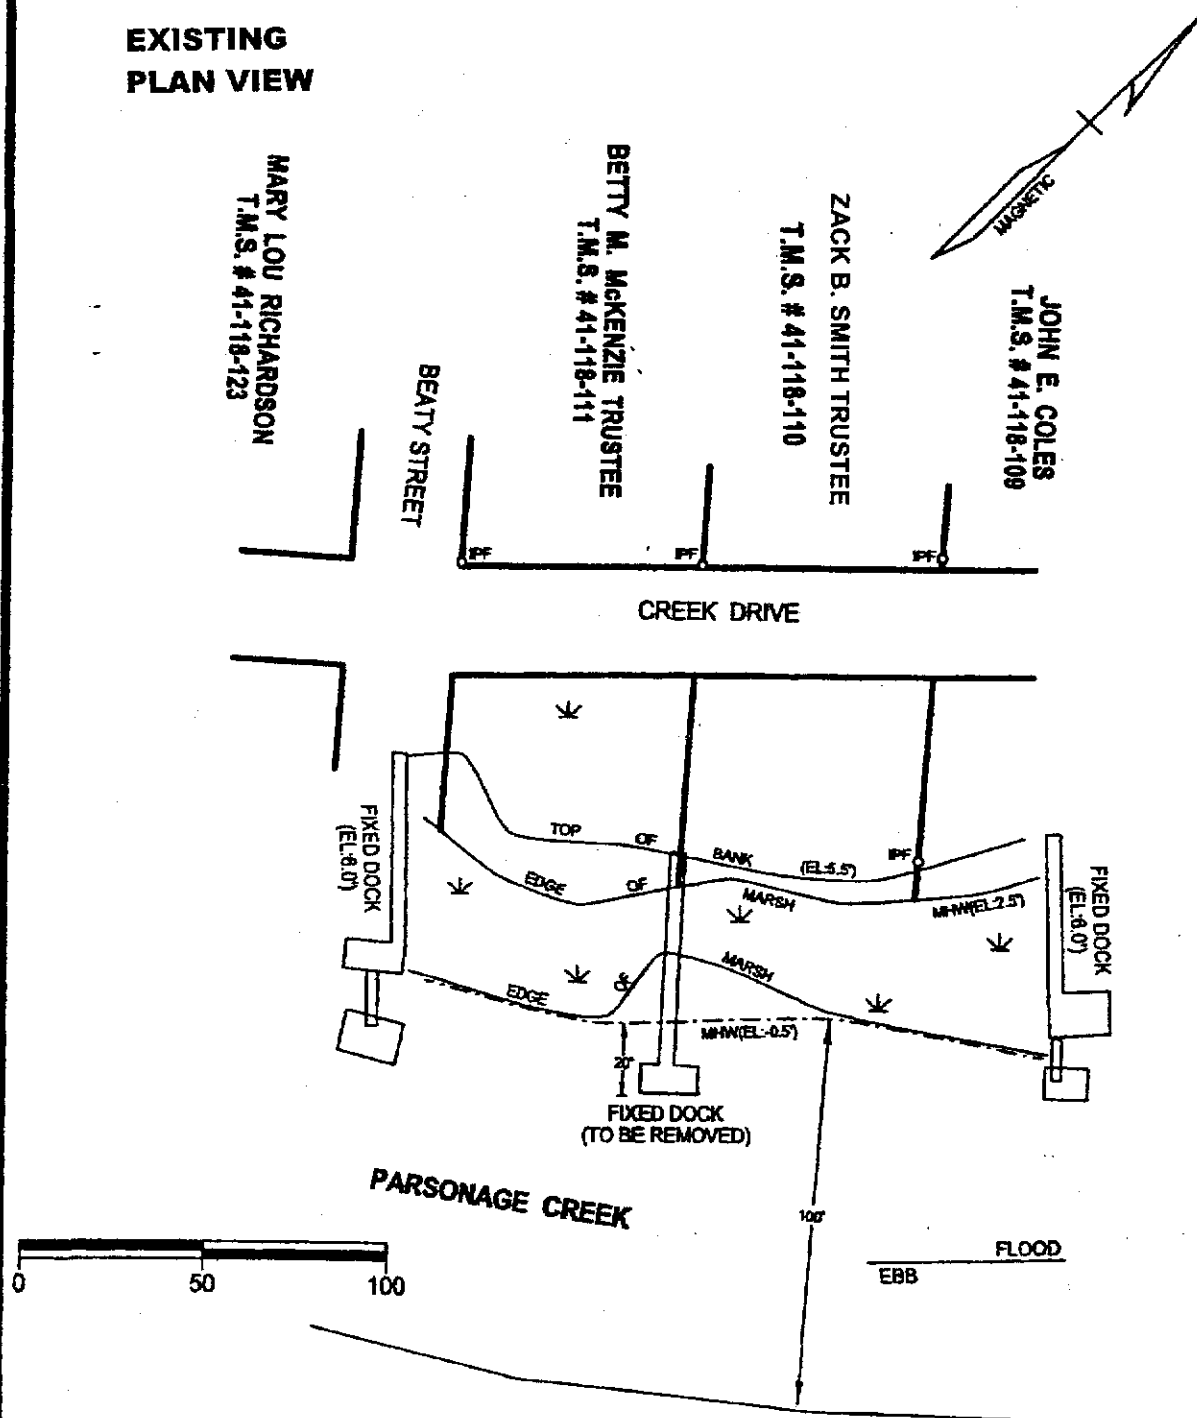 EXISTING
PLAN VIEW
MAGNETIC
MARY LOU RICHARDSON
T.M.S. # 41-118-123
BEATY STREET
BETTY M. McKENZIE TRUSTEE
T.M.S. # 41-118-111
ZACK B. SMITH TRUSTEE
T.M.S. # 41-118-110
JOHN E. COLES
T.M.S. # 41-118-109
IPF
IPF
IPF
CREEK DRIVE
FIXED DOCK
(EL:6.0')
TOP OF BANK (EL:5.5')
IPF
EDGE OF MARSH MHW(EL:2.5')
FIXED DOCK
(EL:6.0')
EDGE OF MARSH
MHW(EL:-0.5')
20'
FIXED DOCK
(TO BE REMOVED)
PARSONAGE CREEK
100'
FLOOD
EBB
0 50 100